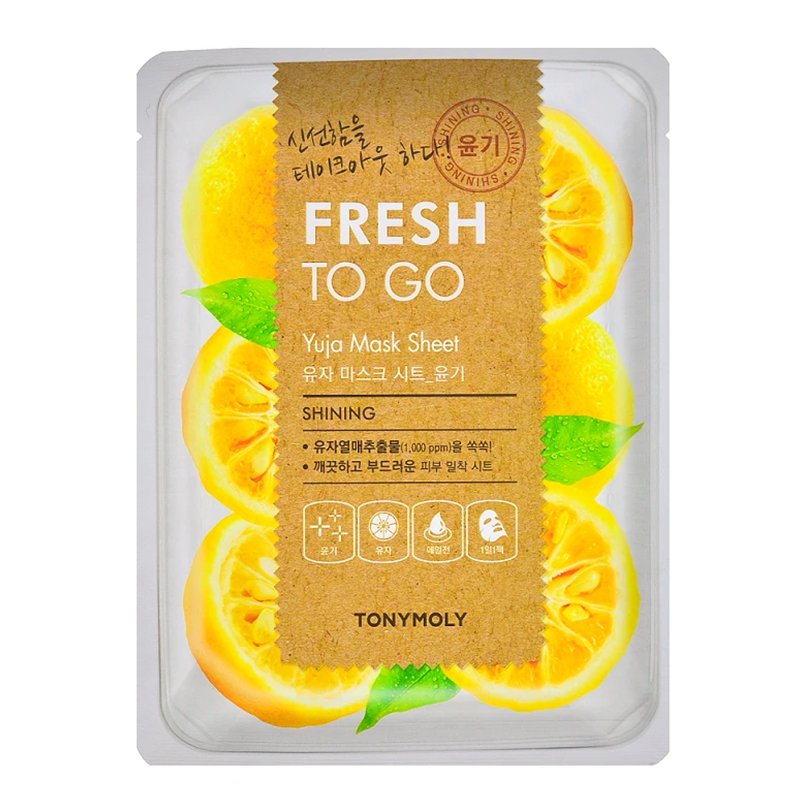 신선함을
테이크아웃 하다!
SHINING • SHINING • SHINING •
윤기
FRESH
TO GO
Yuja Mask Sheet
유자 마스크 시트_윤기
SHINING
• 유자열매추출물(1,000 ppm)을 쏙쏙!
• 깨끗하고 부드러운 피부 밀착 시트
윤기
유자
에멀전
1일1팩
TONYMOLY